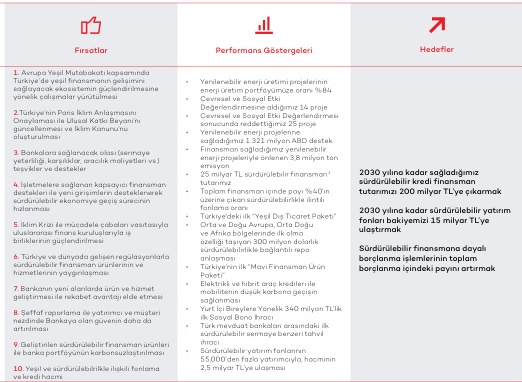 Fırsatlar
1. Avrupa Yeşil Mutabakatı kapsamında
Türkiye'de yeşil finansmanın gelişimini
sağlayacak ekosistemin güçlendirilmesine
yönelik çalışmalar yürütülmesi
2.Türkiye'nin Paris İklim Anlaşmasını
Onaylaması ile Ulusal Katkı Beyanı'nı
güncellenmesi ve İklim Kanunu'nu
oluşturulması
3. Bankalara sağlanacak olası (sermaye
yeterliliği, karşılıklar, aracılık maliyetleri vs.)
teşvikler ve destekler
4. İşletmelere sağlanan kapsayıcı finansman
destekleri ile yeni girişimlerin desteklenerek
sürdürülebilir ekonomiye geçiş sürecinin
hızlanması
5. İklim Krizi ile mücadele çabaları vasıtasıyla
uluslararası finans kuruluşlarıyla iş
birliklerinin güçlendirilmesi
6. Türkiye ve dünyada gelişen regülasyonlarla
sürdürülebilir finansman ürünlerinin ve
hizmetlerinin yaygınlaşması
7. Bankanın yeni alanlarda ürün ve hizmet
geliştirmesi ile rekabet avantajı elde etmesi
8. Şeffaf raporlama ile yatırımcı ve müşteri
nezdinde Bankaya olan güvenin daha da
artırılması
9. Geliştirilen sürdürülebilir finansman ürünleri
ile banka portföyünün karbonsuzlaştırılması
10. Yeşil ve sürdürülebilirlikle ilişkili fonlama
ve kredi hacmi
Performans Göstergeleri
• Yenilenebilir enerji üretimi projelerinin
enerji üretim portföyümüze oranı %84
• Çevresel ve Sosyal Etki
Değerlendirmesine aldığımız 14 proje
• Çevresel ve Sosyal Etki Değerlendirmesi
sonucunda reddettiğimiz 25 proje
• Yenilenebilir enerji projelerine
sağladığımız 1.321 milyon ABD destek
• Finansman sağladığımız yenilenebilir
enerji projeleriyle önlenen 3,8 milyon ton
emisyon
• 25 milyar TL sürdürülebilir finansman¹
tutarımız
• Toplam finansman içinde payı %40'ın
üzerine çıkan sürdürülebilirlikle ilintili
fonlama oranı
• Türkiye'deki ilk "Yeşil Dış Ticaret Paketi"
• Orta ve Doğu Avrupa, Orta Doğu
ve Afrika bölgelerinde ilk olma
özelliği taşıyan 300 milyon dolarlık
sürdürülebilirlikle bağlantılı repo
anlaşması
• Türkiye'nin ilk "Mavi Finansman Ürün
Paketi"
• Elektrikli ve hibrit araç kredileri ile
mobilitenin düşük karbona geçişin
sağlanması
• Yurt İçi Bireylere Yönelik 340 milyon TL'lik
ilk Sosyal Bono İhracı
• Türk mevduat bankaları arasındaki ilk
sürdürülebilir sermaye benzeri tahvil
ihracı
• Sürdürülebilir yatırım fonlarının
55,000'den fazla yatırımcıyla, hacminin
2,5 milyar TL'ye ulaşması
Hedefler
2030 yılına kadar sağladığımız
sürdürülebilir kredi finansman
tutarımızı 200 milyar TL'ye çıkarmak
2030 yılına kadar sürdürülebilir yatırım
fonları bakiyemizi 15 milyar TL'ye
ulaştırmak
Sürdürülebilir finansmana dayalı
borçlanma işlemlerinin toplam
borçlanma içindeki payını artırmak